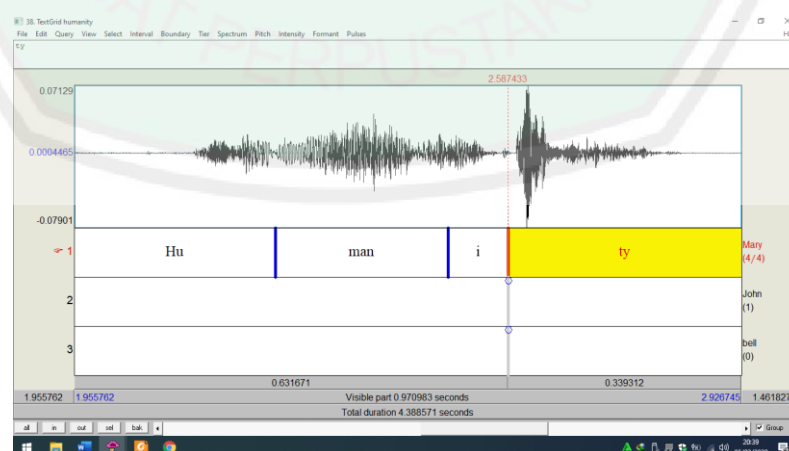 38. TextGrid humanity
File Edit Query View Select Interval Boundary Tier Spectrum Pitch Intensity Formant Pulses H
ty
2.587433
0.07129
0.0004465
-0.07901
1 Hu man i ty Mary (4/4)
2 John (1)
3 bell (0)
0.631671 0.339312
1.955762 1.955762 Visible part 0.970983 seconds 2.926745 1.461827
Total duration 4.388571 seconds
all in out sel bak Group
20:39
AT PERPUSTAK